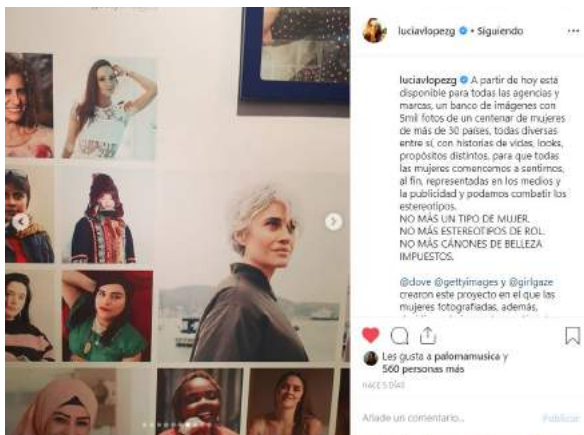 luciavlopezg • Siguiendo
luciavlopezg A partir de hoy está
disponible para todas las agencias y
marcas, un banco de imágenes con
5mil fotos de un centenar de mujeres
de más de 30 países, todas diversas
entre sí, con historias de vidas, looks,
propósitos distintos, para que todas
las mujeres comencemos a sentirnos,
al fin, representadas en los medios y
la publicidad y podamos combatir los
estereotipos.
NO MÁS UN TIPO DE MUJER.
NO MÁS ESTEREOTIPOS DE ROL.
NO MÁS CÁNONES DE BELLEZA
IMPUESTOS.
@dove @gettyimages y @girlgaze
crearon este proyecto en el que las
mujeres fotografiadas, además,
Les gusta a palomamusica y
560 personas más
HACE 5 DÍAS
Añade un comentario...
Publicar